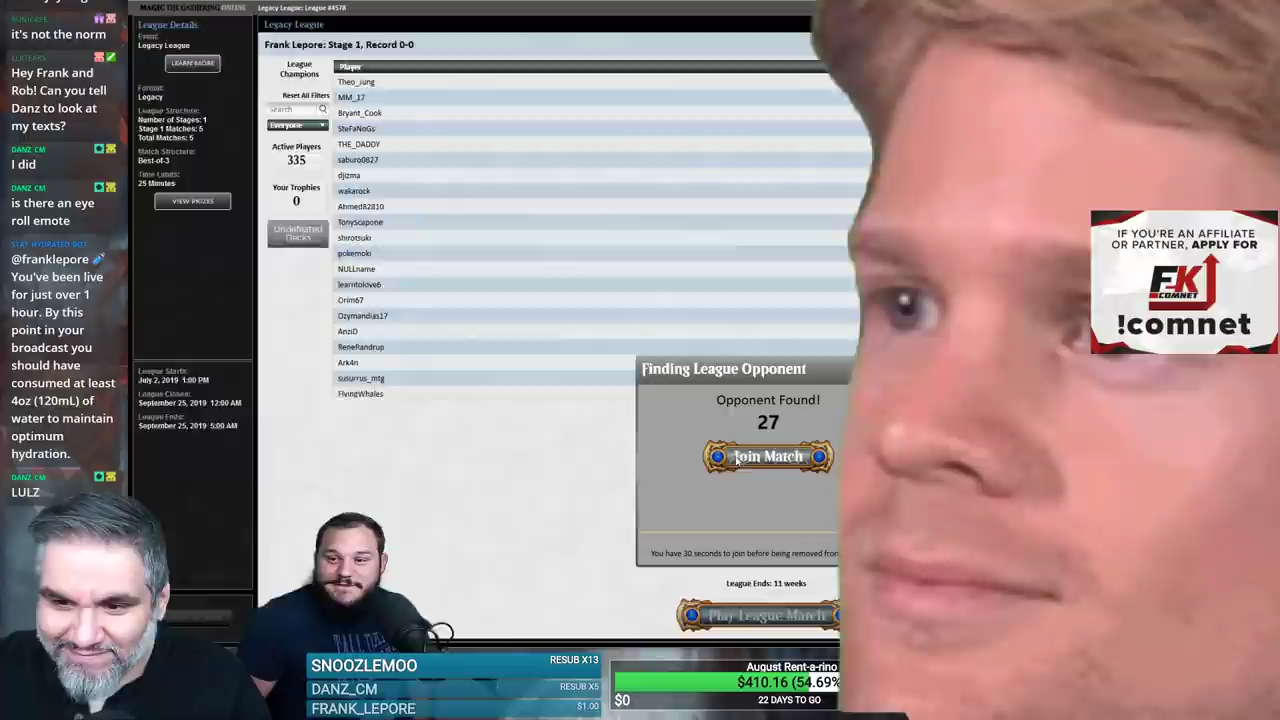 it's not the norm
Hey Frank and
Rob! Can you tell
Danz to look at
my texts?
DANZ CM
I did
DANZ CM
is there an eye
roll emote
STAY HYDRATED BOT
@franklepore
You've been live
for just over 1
hour. By this
point in your
broadcast you
should have
consumed at least
4oz (120mL) of
water to maintain
optimum
hydration.
DANZ CM
LULZ
MAGIC THE GATHERING ONLINE
Legacy League: League #4578
League Details
Event:
Legacy League
LEARN MORE
Format:
Legacy
League Structure:
Number of Stages: 1
Stage 1 Matches: 5
Total Matches: 5
Match Structure:
Best-of-3
Time Limits:
25 Minutes
VIEW PRIZES
League Starts:
July 2, 2019 1:00 PM
League Closes:
September 25, 2019 12:00 AM
League Ends:
September 25, 2019 5:00 AM
Legacy League
Frank Lepore: Stage 1, Record 0-0
League
Champions
Reset All Filters
Search
Everyone
Active Players
335
Your Trophies
0
Undefeated
Decks
Player
Theo_Jung
MM_17
Bryant_Cook
SteFaNoGs
THE_DADDY
saburo0827
djizma
wakarock
Ahmed82810
TonyScapone
shirotsuki
pokemoki
NULLname
learntolove6
Orim67
Ozymandias17
AnziD
ReneRandrup
Ark4n
susurrus_mtg
FlyingWhales
Finding League Opponent
Opponent Found!
27
Join Match
You have 30 seconds to join before being removed from
League Ends: 11 weeks
Play League Match
IF YOU'RE AN AFFILIATE
OR PARTNER, APPLY FOR
COMNET
!comnet
SNOOZLEMOO RESUB X13
DANZ_CM RESUB X5
FRANK_LEPORE $1.00
August Rent-a-rino
$410.16 (54.69%
$0
22 DAYS TO GO